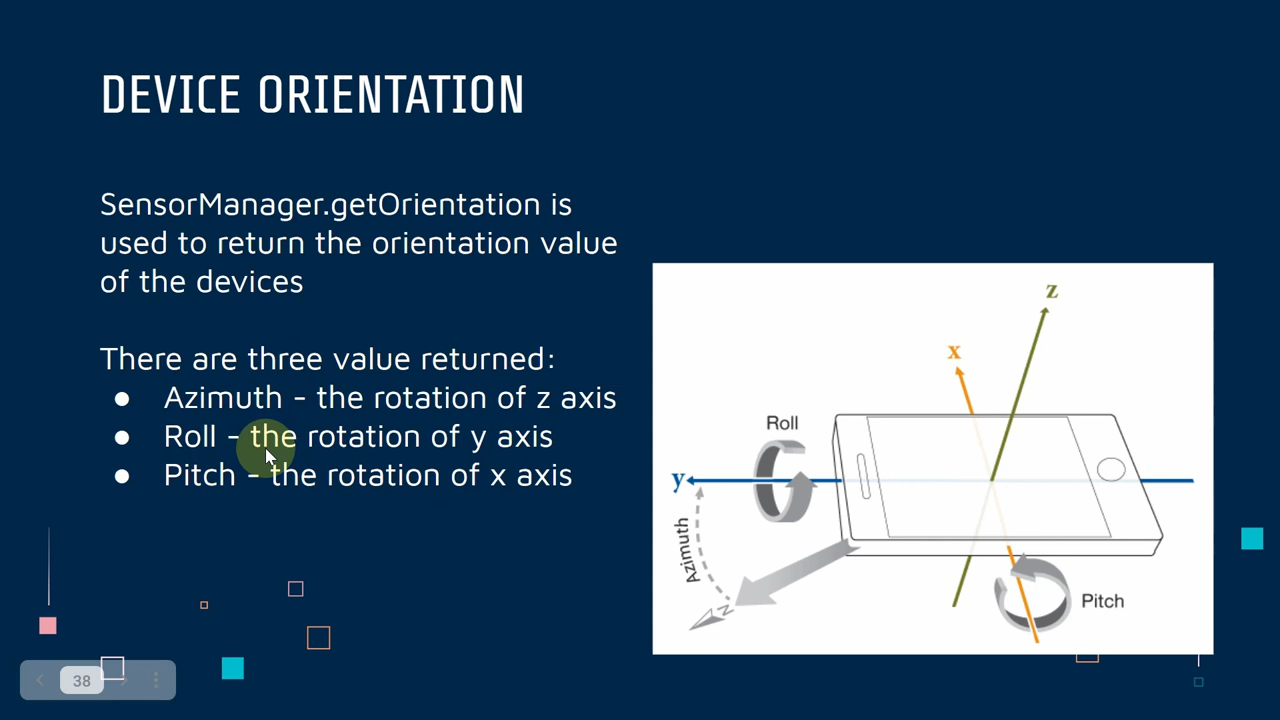 DEVICE ORIENTATION
SensorManager.getOrientation is
used to return the orientation value
of the devices
There are three value returned:
● Azimuth - the rotation of z axis
● Roll - the rotation of y axis
● Pitch - the rotation of x axis
z
x
Roll
y
Azimuth
N
Pitch
38